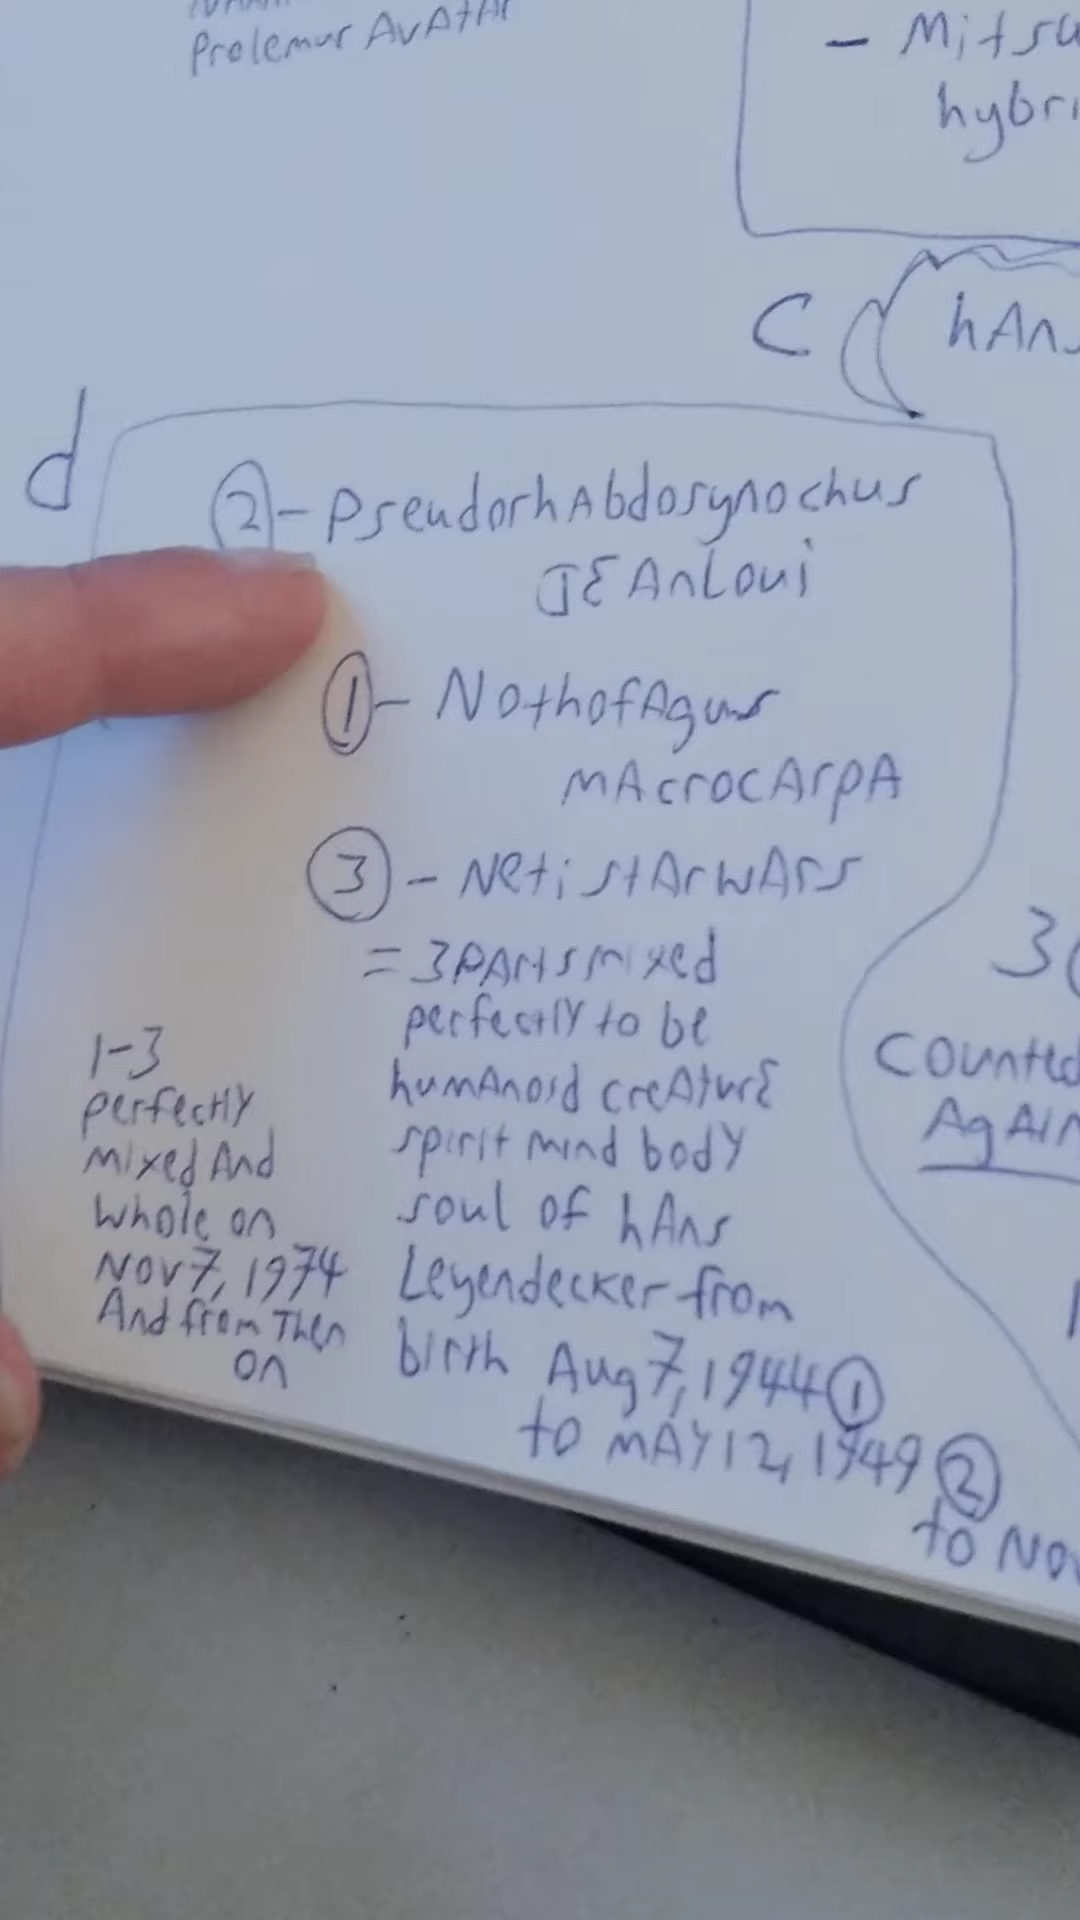 Prolemur AvAtAr
- Mitsu
hybri
C
hAns
d
② - PseudorhAbdosynochus
JEAnLoui
① - NothofAgus
mAcrocArpA
③ - NetistArwArs
= 3 PArts mixed
perfectly to be
humAnoid creAturE
spirit mind body
soul of hAns
Leyendecker from
birth Aug 7, 1944 ①
to mAy 12, 1949 ②
to Nov
1-3
perfectly
mixed And
whole on
Nov 7, 1974
And from Then
on
3(
counted
AgAin